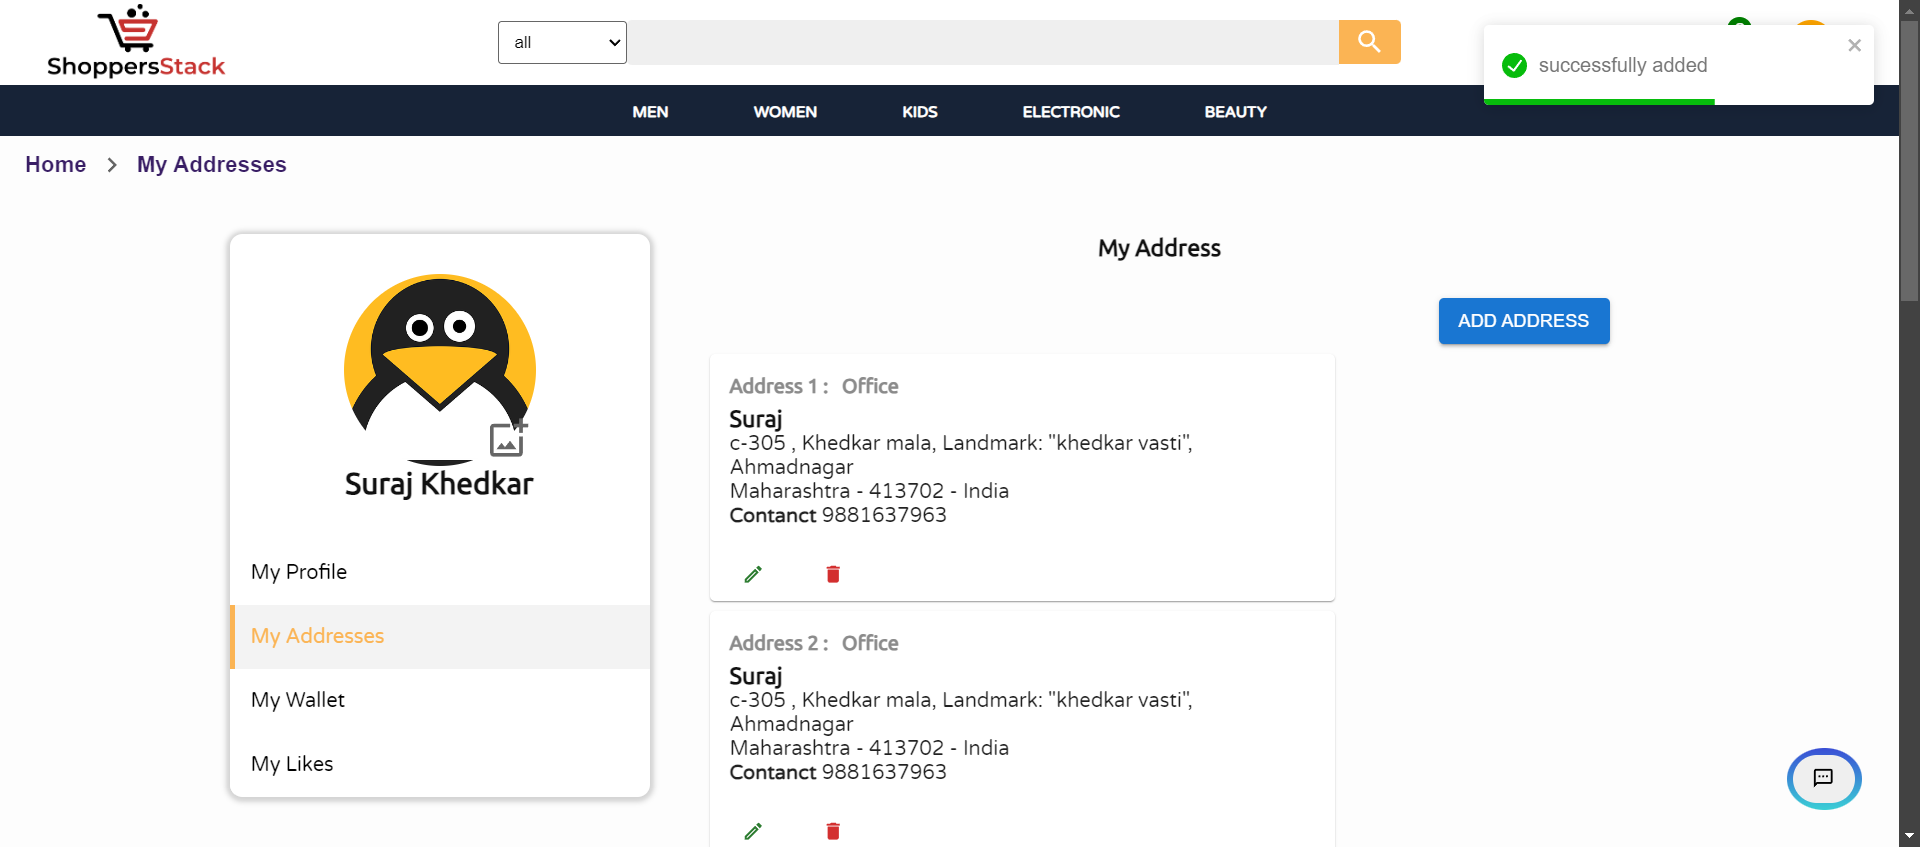 ShoppersStack
all
successfully added
MEN WOMEN KIDS ELECTRONIC BEAUTY
Home > My Addresses
My Address
ADD ADDRESS
Suraj Khedkar
My Profile
My Addresses
My Wallet
My Likes
Address 1 : Office
Suraj
c-305 , Khedkar mala, Landmark: "khedkar vasti",
Ahmadnagar
Maharashtra - 413702 - India
Contanct 9881637963
Address 2 : Office
Suraj
c-305 , Khedkar mala, Landmark: "khedkar vasti",
Ahmadnagar
Maharashtra - 413702 - India
Contanct 9881637963